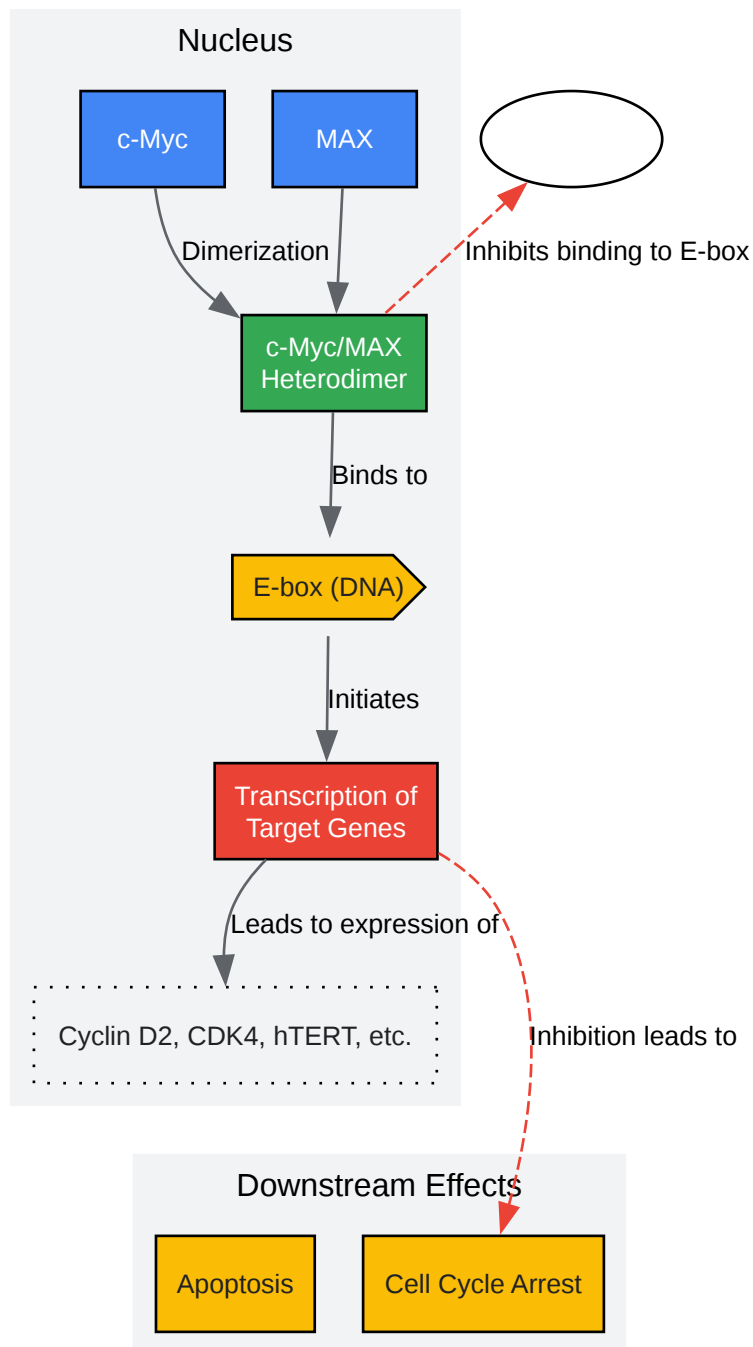 Nucleus
c-Myc
MAX
Dimerization
Inhibits binding to E-box
c-Myc/MAX
Heterodimer
Binds to
E-box (DNA)
Initiates
Transcription of
Target Genes
Leads to expression of
Cyclin D2, CDK4, hTERT, etc.
Inhibition leads to
Downstream Effects
Apoptosis
Cell Cycle Arrest